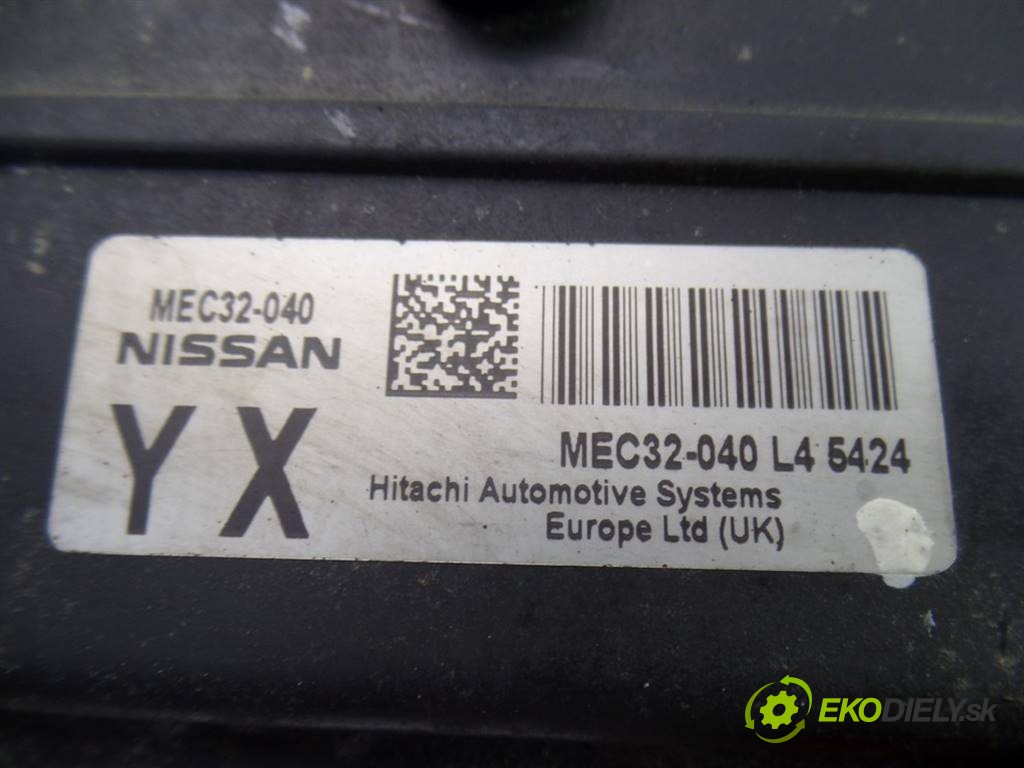 MEC32-040
NISSAN
YX
MEC32-040 L4 5424
Hitachi Automotive Systems
Europe Ltd (UK)
EKODIELY.sk